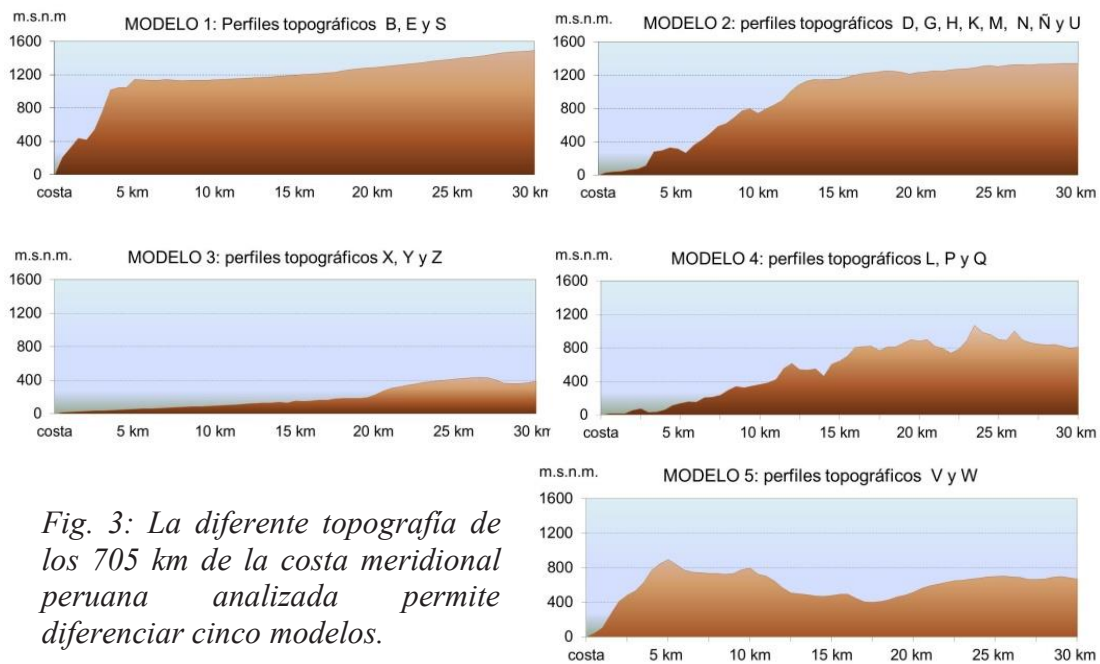 m.s.n.m.
MODELO 1: Perfiles topográficos B, E y S
1600
1200
800
400
0
costa 5 km 10 km 15 km 20 km 25 km 30 km
m.s.n.m.
MODELO 2: perfiles topográficos D, G, H, K, M, N, Ñ y U
1600
1200
800
400
0
costa 5 km 10 km 15 km 20 km 25 km 30 km
m.s.n.m.
MODELO 3: perfiles topográficos X, Y y Z
1600
1200
800
400
0
costa 5 km 10 km 15 km 20 km 25 km 30 km
m.s.n.m.
MODELO 4: perfiles topográficos L, P y Q
1600
1200
800
400
0
costa 5 km 10 km 15 km 20 km 25 km 30 km
m.s.n.m.
MODELO 5: perfiles topográficos V y W
1600
1200
800
400
0
costa 5 km 10 km 15 km 20 km 25 km 30 km
Fig. 3: La diferente topografía de
los 705 km de la costa meridional
peruana analizada permite
diferenciar cinco modelos.